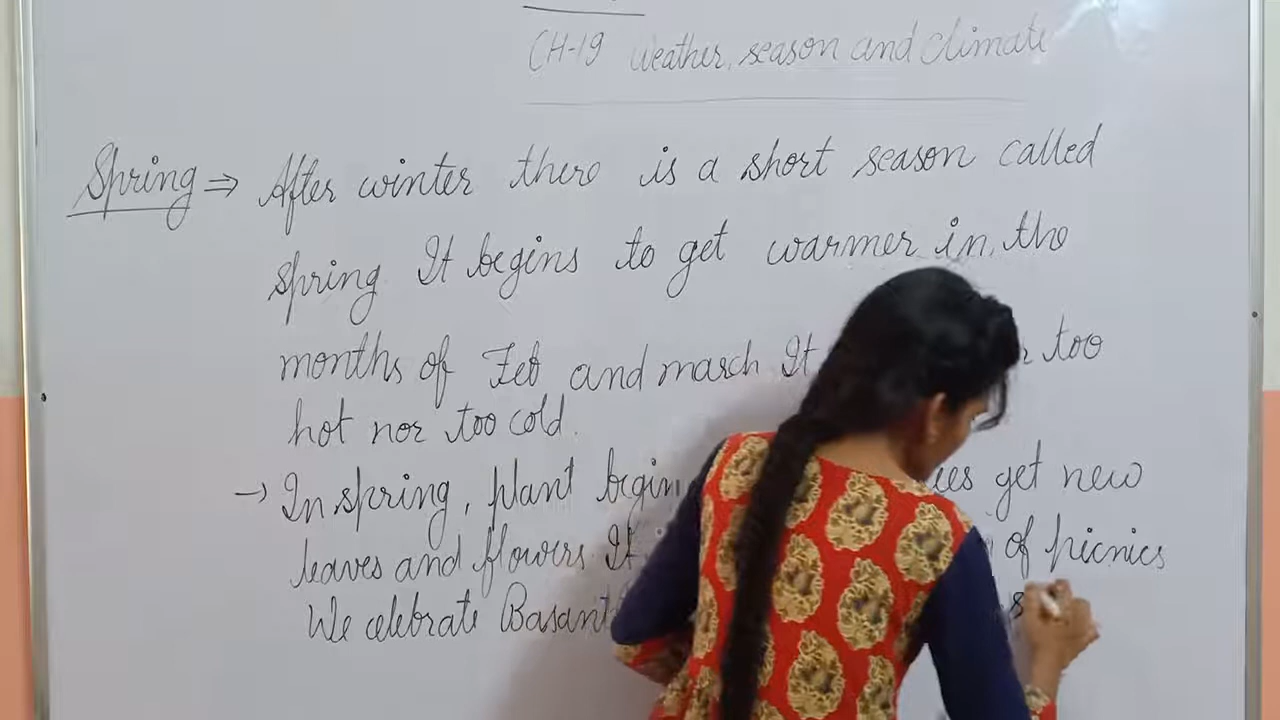 CH-19 Weather, season and climate
Spring ⇒ After winter there is a short season called
spring. It begins to get warmer in the
months of Feb and march It too
hot nor too cold.
→ In spring, plant begin get new
leaves and flowers. It of picnics
We celebrate Basant